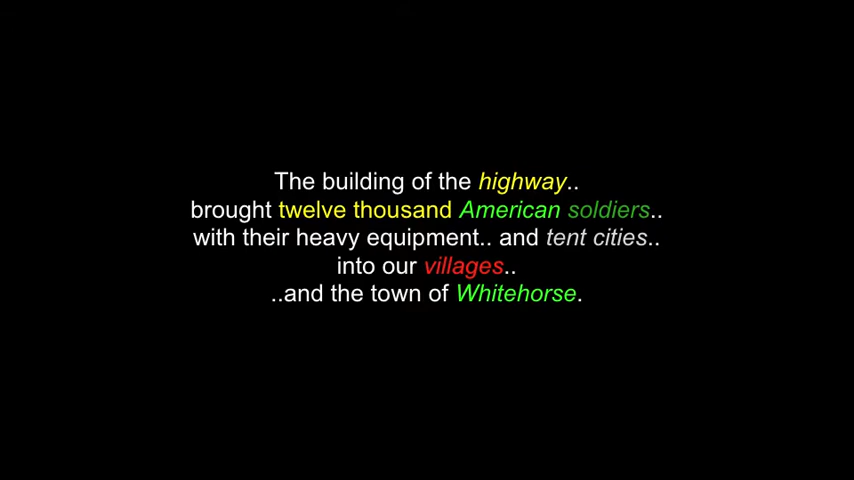 The building of the highway..
brought twelve thousand American soldiers..
with their heavy equipment.. and tent cities..
into our villages..
..and the town of Whitehorse.